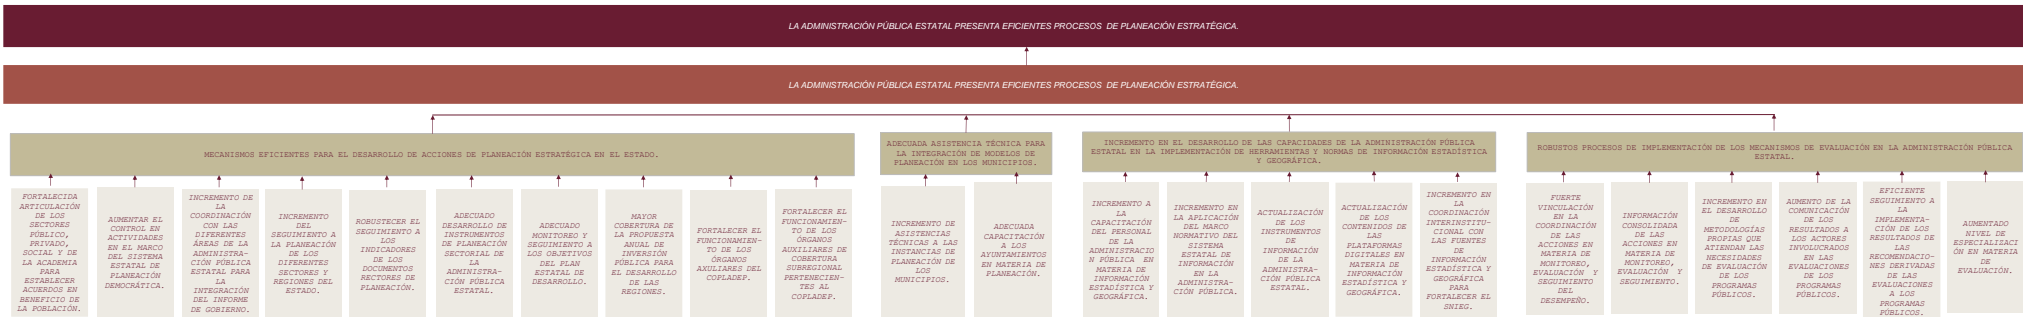 LA ADMINISTRACIÓN PÚBLICA ESTATAL PRESENTA EFICIENTES PROCESOS DE PLANEACIÓN ESTRATÉGICA.
LA ADMINISTRACIÓN PÚBLICA ESTATAL PRESENTA EFICIENTES PROCESOS DE PLANEACIÓN ESTRATÉGICA.
MECANISMOS EFICIENTES PARA EL DESARROLLO DE ACCIONES DE PLANEACIÓN ESTRATÉGICA EN EL ESTADO.
ADECUADA ASISTENCIA TÉCNICA PARA
LA INTEGRACIÓN DE MODELOS DE
PLANEACIÓN EN LOS MUNICIPIOS.
INCREMENTO EN EL DESARROLLO DE LAS CAPACIDADES DE LA ADMINISTRACIÓN PÚBLICA
ESTATAL EN LA IMPLEMENTACIÓN DE HERRAMIENTAS Y NORMAS DE INFORMACIÓN ESTADÍSTICA
Y GEOGRÁFICA.
ROBUSTOS PROCESOS DE IMPLEMENTACIÓN DE LOS MECANISMOS DE EVALUACIÓN EN LA ADMINISTRACIÓN PÚBLICA
ESTATAL.
FORTALECIDA
ARTICULACIÓN
DE LOS
SECTORES
PÚBLICO,
PRIVADO,
SOCIAL Y DE
LA ACADEMIA
PARA
ESTABLECER
ACUERDOS EN
BENEFICIO DE
LA POBLACIÓN.
AUMENTAR EL
CONTROL EN
ACTIVIDADES
EN EL MARCO
DEL SISTEMA
ESTATAL DE
PLANEACIÓN
DEMOCRÁTICA.
INCREMENTO DE
LA
COORDINACIÓN
CON LAS
DIFERENTES
ÁREAS DE LA
ADMINISTRA-
CIÓN PÚBLICA
ESTATAL PARA
LA
INTEGRACIÓN
DEL INFORME
DE GOBIERNO.
INCREMENTO
DEL
SEGUIMIENTO A
LA PLANEACIÓN
DE LOS
DIFERENTES
SECTORES Y
REGIONES DEL
ESTADO.
ROBUSTECER EL
SEGUIMIENTO A
LOS
INDICADORES
DE LOS
DOCUMENTOS
RECTORES DE
PLANEACIÓN.
ADECUADO
DESARROLLO DE
INSTRUMENTOS
DE PLANEACIÓN
SECTORIAL DE
LA
ADMINISTRA-
CIÓN PÚBLICA
ESTATAL.
ADECUADO
MONITOREO Y
SEGUIMIENTO A
LOS OBJETIVOS
DEL PLAN
ESTATAL DE
DESARROLLO.
MAYOR
COBERTURA DE
LA PROPUESTA
ANUAL DE
INVERSIÓN
PÚBLICA PARA
EL DESARROLLO
DE LAS
REGIONES.
FORTALECER EL
FUNCIONAMIEN-
TO DE LOS
ÓRGANOS
AXULIARES DEL
COPLADEP.
FORTALECER EL
FUNCIONAMIEN-
TO DE LOS
ÓRGANOS
AUXILIARES DE
COBERTURA
SUBREGIONAL
PERTENECIEN-
TES AL
COPLADEP.
INCREMENTO DE
ASISTENCIAS
TÉCNICAS A LAS
INSTANCIAS DE
PLANEACIÓN DE
LOS
MUNICIPIOS.
ADECUADA
CAPACITACIÓN
A LOS
AYUNTAMIENTOS
EN MATERIA DE
PLANEACIÓN.
INCREMENTO A
LA
CAPACITACIÓN
DEL PERSONAL
DE LA
ADMINISTRACIO
N PÚBLICA EN
MATERIA DE
INFORMACIÓN
ESTADÍSTICA Y
GEOGRÁFICA.
INCREMENTO EN
LA APLICACIÓN
DEL MARCO
NORMATIVO DEL
SISTEMA
ESTATAL DE
INFORMACIÓN
EN LA
ADMINISTRA-
CIÓN PÚBLICA.
ACTUALIZACIÓN
DE LOS
INSTRUMENTOS
DE
INFORMACIÓN
DE LA
ADMINISTRA-
CIÓN PÚBLICA
ESTATAL.
ACTUALIZACIÓN
DE LOS
CONTENIDOS DE
LAS
PLATAFORMAS
DIGITALES EN
MATERIA DE
INFORMACIÓN
ESTADÍSTICA Y
GEOGRÁFICA.
INCREMENTO EN
LA
COORDINACIÓN
INTERINSTITU-
CIONAL CON
LAS FUENTES
DE
INFORMACIÓN
ESTADÍSTICA Y
GEOGRÁFICA
PARA
FORTALECER EL
SNIEG.
FUERTE
VINCULACIÓN
EN LA
COORDINACIÓN
DE LAS
ACCIONES EN
MATERIA DE
MONITOREO,
EVALUACIÓN Y
SEGUIMIENTO
DEL
DESEMPEÑO.
INFORMACIÓN
CONSOLIDADA
DE LAS
ACCIONES EN
MATERIA DE
MONITOREO,
EVALUACIÓN Y
SEGUIMIENTO.
INCREMENTO EN
EL DESARROLLO
DE
METODOLOGÍAS
PROPIAS QUE
ATIENDAN LAS
NECESIDADES
DE EVALUACIÓN
DE LOS
PROGRAMAS
PÚBLICOS.
AUMENTO DE LA
COMUNICACIÓN
DE LOS
RESULTADOS A
LOS ACTORES
INVOLUCRADOS
EN LAS
EVALUACIONES
DE LOS
PROGRAMAS
PÚBLICOS.
EFICIENTE
SEGUIMIENTO A
LA
IMPLEMENTA-
CIÓN DE LOS
RESULTADOS DE
LAS
RECOMENDACIO-
NES DERIVADAS
DE LAS
EVALUACIONES
A LOS
PROGRAMAS
PÚBLICOS.
AUMENTADO
NIVEL DE
ESPECIALIZACI
ÓN EN MATERIA
DE
EVALUACIÓN.